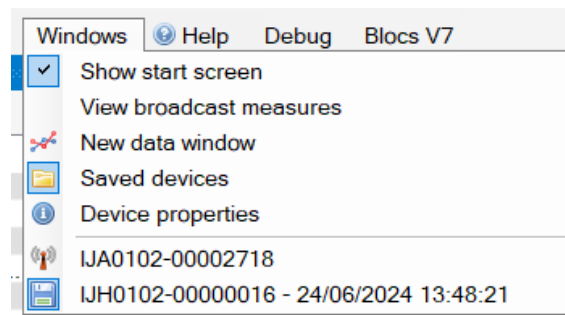 Windows Help Debug Blocs V7
Show start screen
View broadcast measures
New data window
Saved devices
Device properties
IJA0102-00002718
IJH0102-00000016 - 24/06/2024 13:48:21